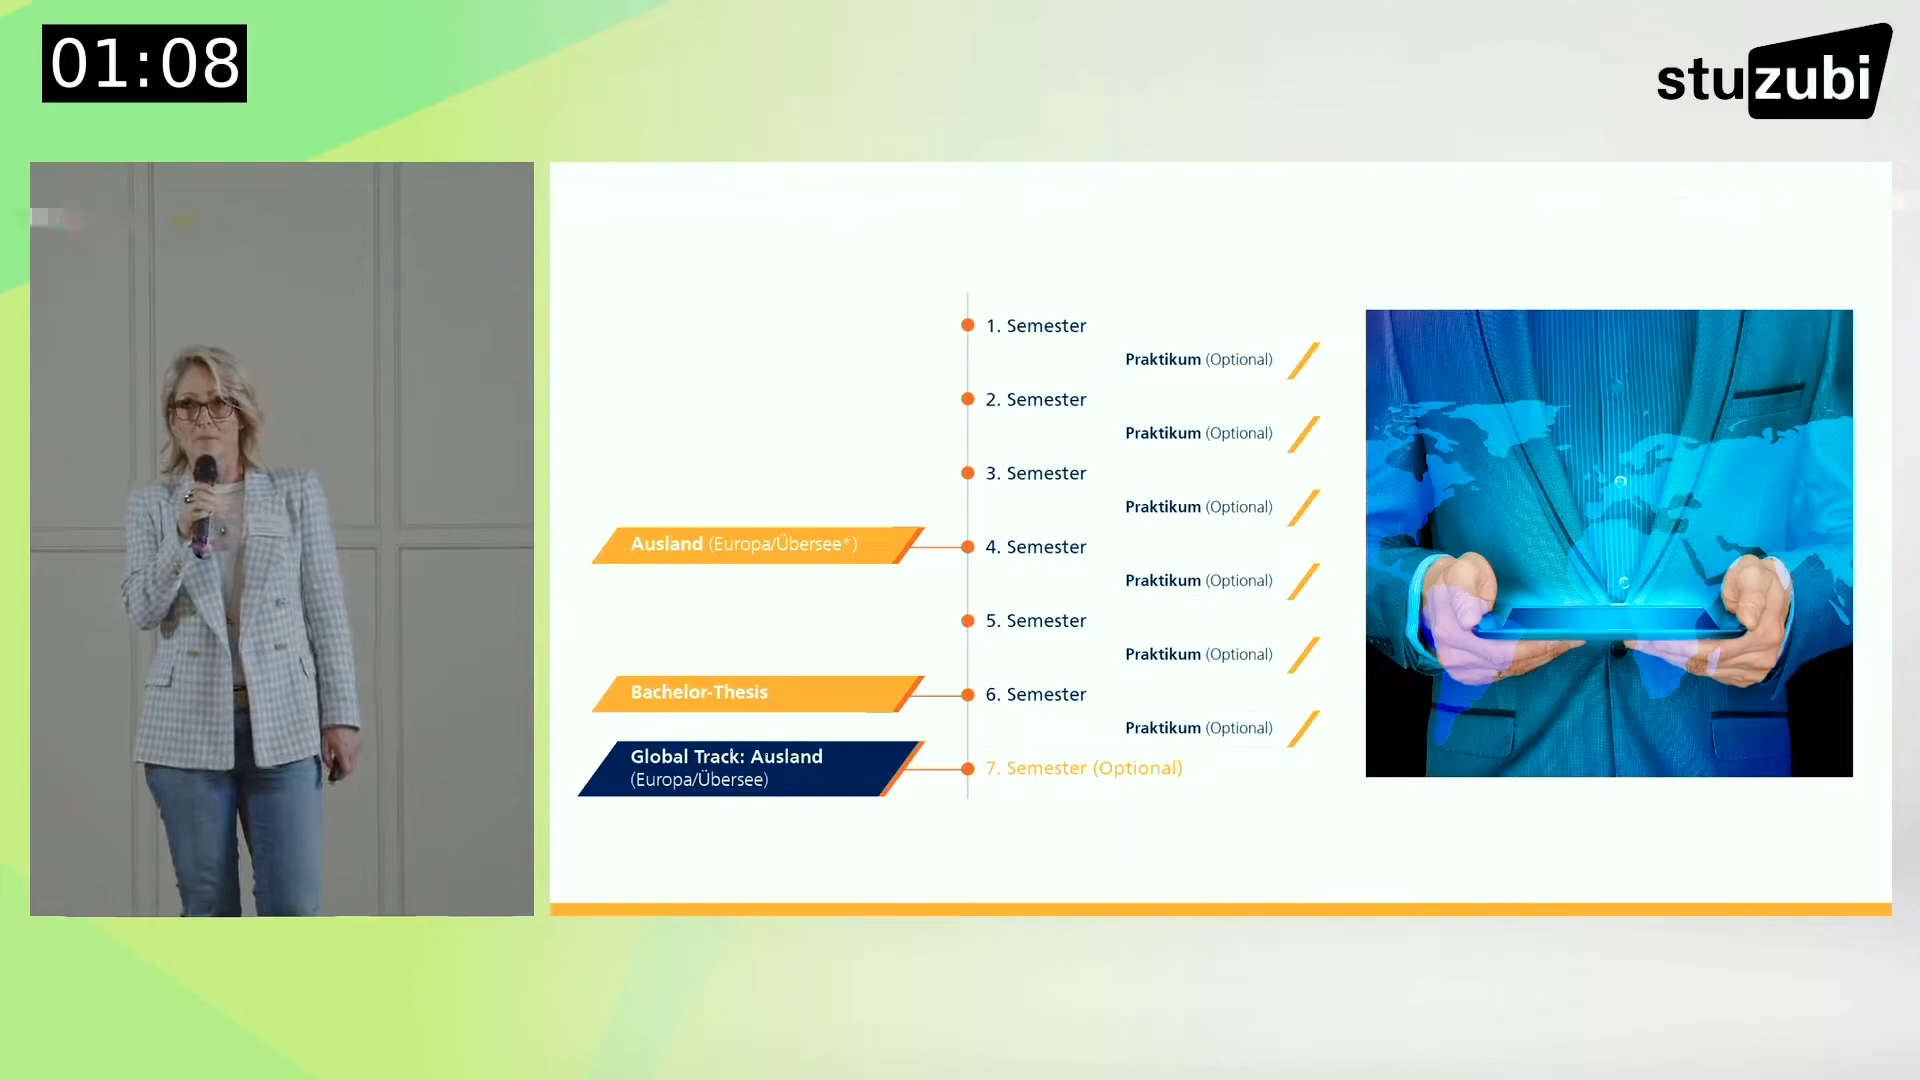 01:08
stuzubi
1. Semester
Praktikum (Optional)
2. Semester
Praktikum (Optional)
3. Semester
Praktikum (Optional)
Ausland (Europa/Übersee*)
4. Semester
Praktikum (Optional)
5. Semester
Praktikum (Optional)
Bachelor-Thesis
6. Semester
Praktikum (Optional)
Global Track: Ausland
(Europa/Übersee)
7. Semester (Optional)